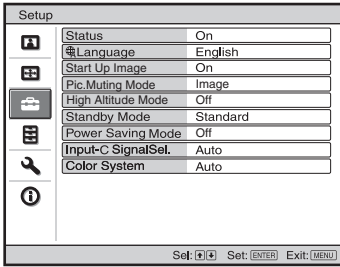 Setup
Status On
Language English
Start Up Image On
Pic.Muting Mode Image
High Altitude Mode Off
Standby Mode Standard
Power Saving Mode Off
Input-C SignalSel. Auto
Color System Auto
Sel: Set: ENTER Exit: MENU